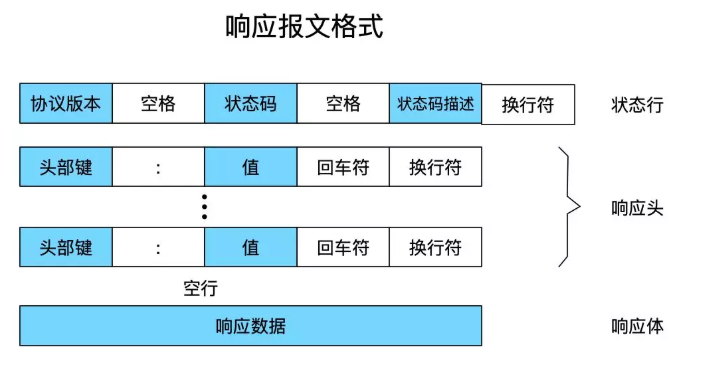 响应报文格式
协议版本 空格 状态码 空格 状态码描述 换行符 状态行
头部键 : 值 回车符 换行符
响应头
头部键 : 值 回车符 换行符
空行
响应数据 响应体